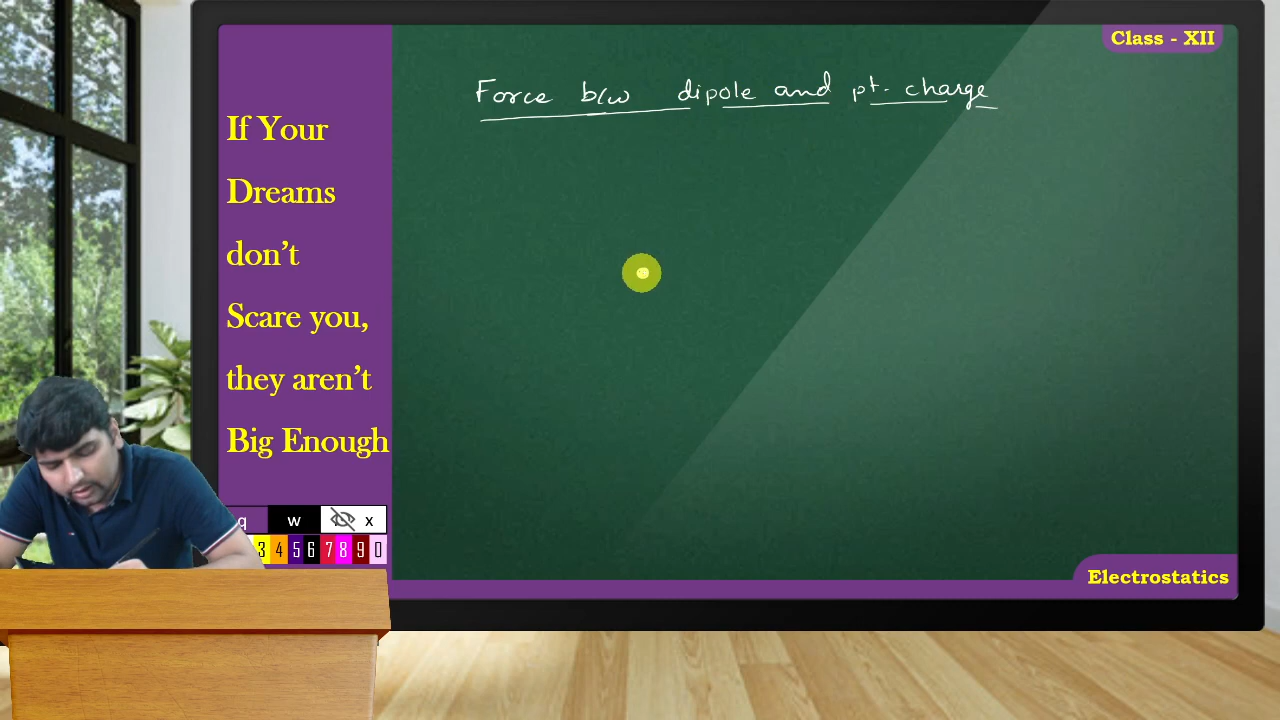 Class - XII
Force b/w dipole and pt. charge
If Your
Dreams
don't
Scare you,
they aren't
Big Enough
q w x
3 4 5 6 7 8 9 0
Electrostatics